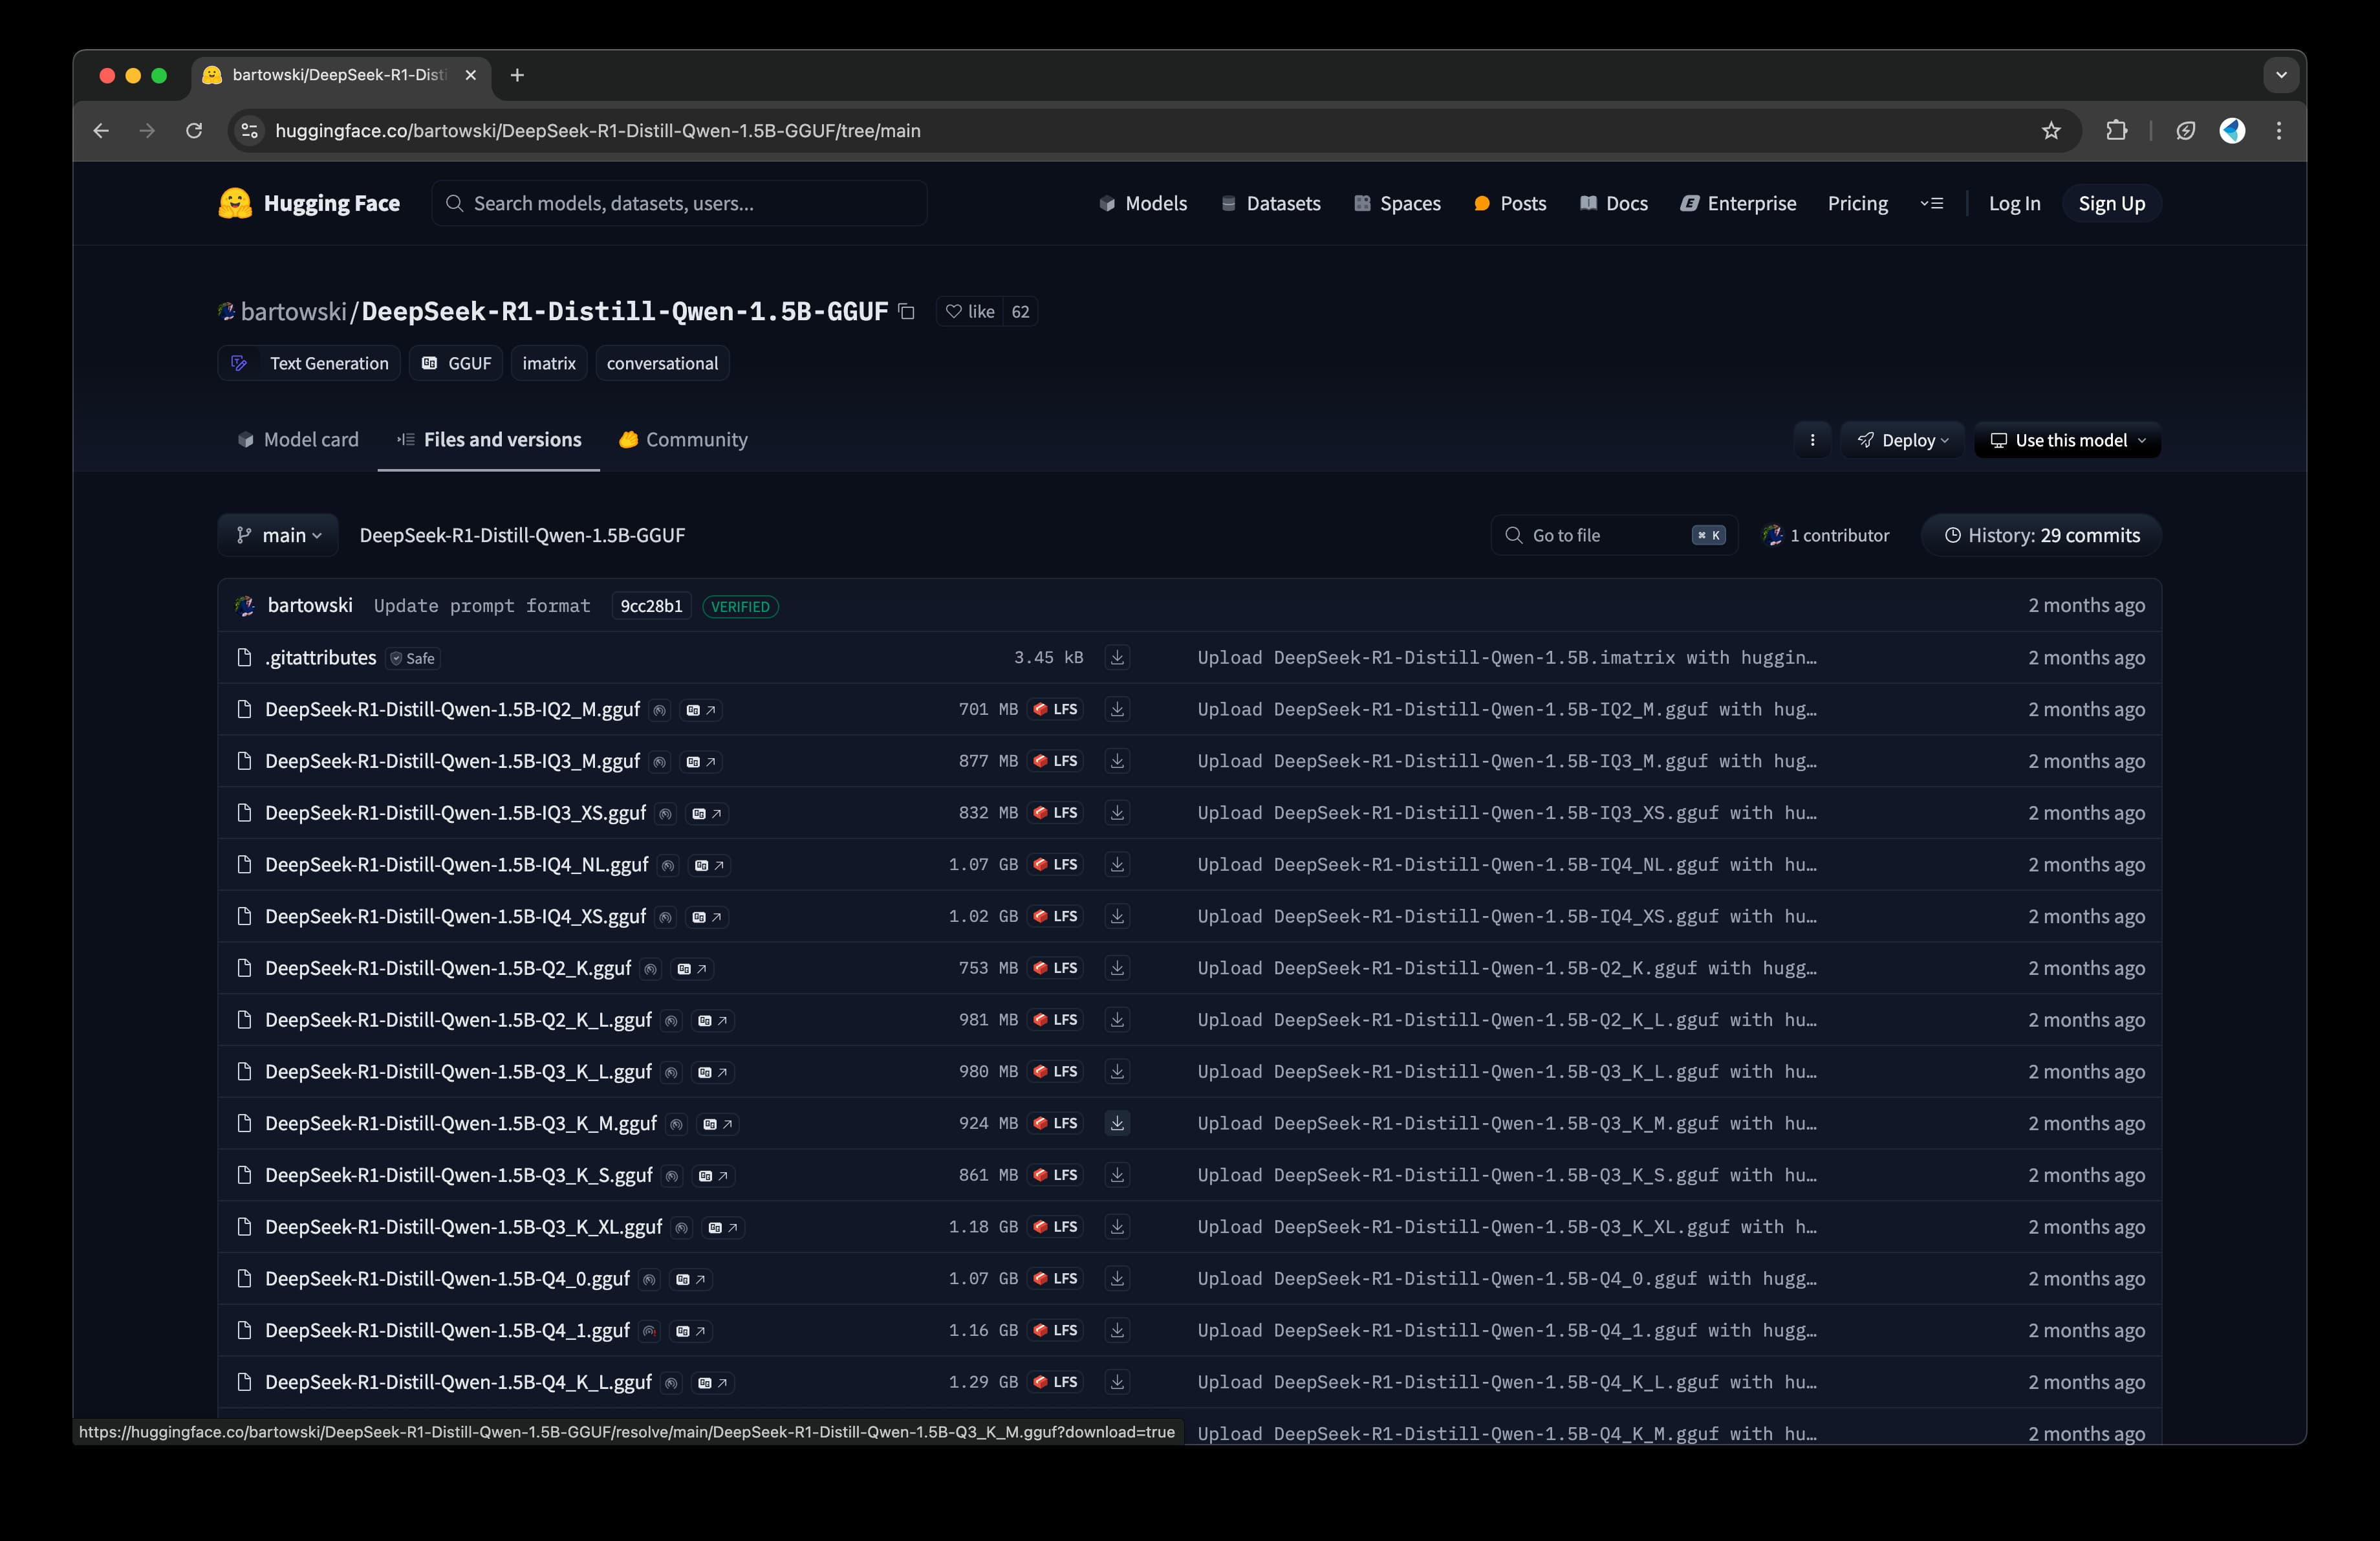 bartowski/DeepSeek-R1-Disti
huggingface.co/bartowski/DeepSeek-R1-Distill-Qwen-1.5B-GGUF/tree/main
Hugging Face Search models, datasets, users... Models Datasets Spaces Posts Docs Enterprise Pricing Log In Sign Up
bartowski/DeepSeek-R1-Distill-Qwen-1.5B-GGUF like 62
Text Generation GGUF imatrix conversational
Model card Files and versions Community Deploy Use this model
main DeepSeek-R1-Distill-Qwen-1.5B-GGUF Go to file ⌘ K 1 contributor History: 29 commits
bartowski Update prompt format 9cc28b1 VERIFIED 2 months ago
.gitattributes Safe 3.45 kB Upload DeepSeek-R1-Distill-Qwen-1.5B.imatrix with huggin… 2 months ago
DeepSeek-R1-Distill-Qwen-1.5B-IQ2_M.gguf 701 MB LFS Upload DeepSeek-R1-Distill-Qwen-1.5B-IQ2_M.gguf with hug… 2 months ago
DeepSeek-R1-Distill-Qwen-1.5B-IQ3_M.gguf 877 MB LFS Upload DeepSeek-R1-Distill-Qwen-1.5B-IQ3_M.gguf with hug… 2 months ago
DeepSeek-R1-Distill-Qwen-1.5B-IQ3_XS.gguf 832 MB LFS Upload DeepSeek-R1-Distill-Qwen-1.5B-IQ3_XS.gguf with hu… 2 months ago
DeepSeek-R1-Distill-Qwen-1.5B-IQ4_NL.gguf 1.07 GB LFS Upload DeepSeek-R1-Distill-Qwen-1.5B-IQ4_NL.gguf with hu… 2 months ago
DeepSeek-R1-Distill-Qwen-1.5B-IQ4_XS.gguf 1.02 GB LFS Upload DeepSeek-R1-Distill-Qwen-1.5B-IQ4_XS.gguf with hu… 2 months ago
DeepSeek-R1-Distill-Qwen-1.5B-Q2_K.gguf 753 MB LFS Upload DeepSeek-R1-Distill-Qwen-1.5B-Q2_K.gguf with hugg… 2 months ago
DeepSeek-R1-Distill-Qwen-1.5B-Q2_K_L.gguf 981 MB LFS Upload DeepSeek-R1-Distill-Qwen-1.5B-Q2_K_L.gguf with hu… 2 months ago
DeepSeek-R1-Distill-Qwen-1.5B-Q3_K_L.gguf 980 MB LFS Upload DeepSeek-R1-Distill-Qwen-1.5B-Q3_K_L.gguf with hu… 2 months ago
DeepSeek-R1-Distill-Qwen-1.5B-Q3_K_M.gguf 924 MB LFS Upload DeepSeek-R1-Distill-Qwen-1.5B-Q3_K_M.gguf with hu… 2 months ago
DeepSeek-R1-Distill-Qwen-1.5B-Q3_K_S.gguf 861 MB LFS Upload DeepSeek-R1-Distill-Qwen-1.5B-Q3_K_S.gguf with hu… 2 months ago
DeepSeek-R1-Distill-Qwen-1.5B-Q3_K_XL.gguf 1.18 GB LFS Upload DeepSeek-R1-Distill-Qwen-1.5B-Q3_K_XL.gguf with h… 2 months ago
DeepSeek-R1-Distill-Qwen-1.5B-Q4_0.gguf 1.07 GB LFS Upload DeepSeek-R1-Distill-Qwen-1.5B-Q4_0.gguf with hugg… 2 months ago
DeepSeek-R1-Distill-Qwen-1.5B-Q4_1.gguf 1.16 GB LFS Upload DeepSeek-R1-Distill-Qwen-1.5B-Q4_1.gguf with hugg… 2 months ago
DeepSeek-R1-Distill-Qwen-1.5B-Q4_K_L.gguf 1.29 GB LFS Upload DeepSeek-R1-Distill-Qwen-1.5B-Q4_K_L.gguf with hu… 2 months ago
https://huggingface.co/bartowski/DeepSeek-R1-Distill-Qwen-1.5B-GGUF/resolve/main/DeepSeek-R1-Distill-Qwen-1.5B-Q3_K_M.gguf?download=true Upload DeepSeek-R1-Distill-Qwen-1.5B-Q4_K_M.gguf with hu… 2 months ago